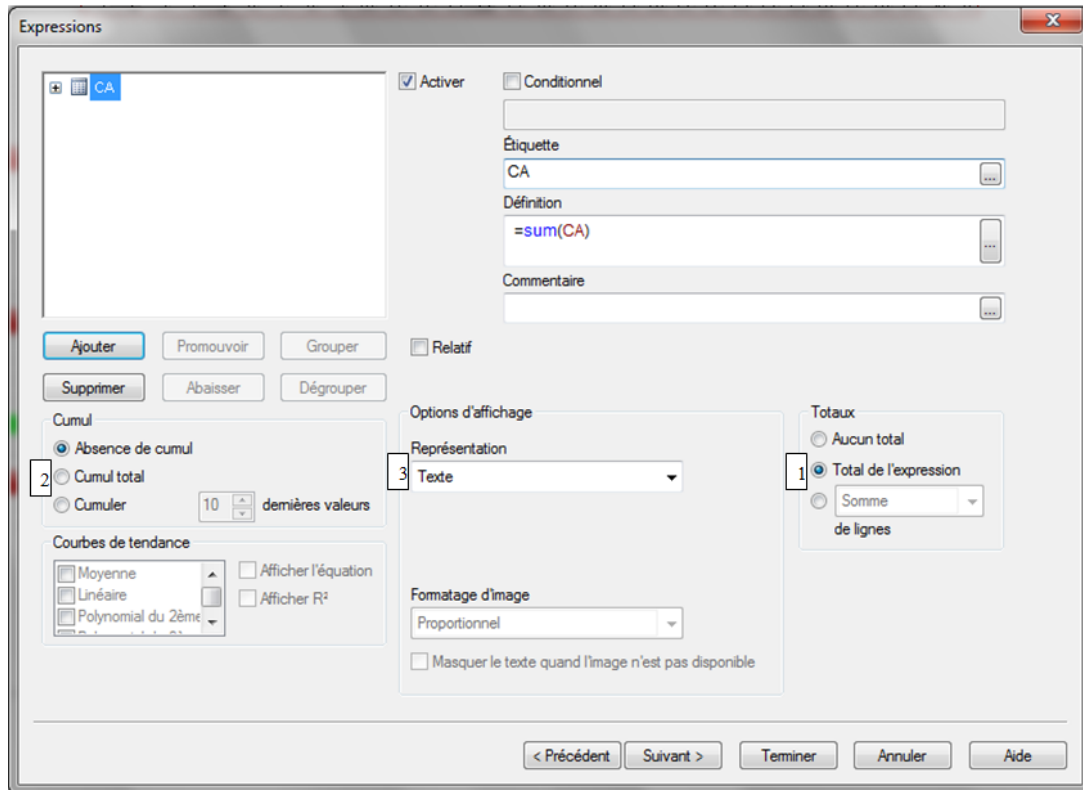 Expressions
CA
Activer
Conditionnel
Étiquette
CA
...
Définition
=sum(CA)
...
Commentaire
...
Ajouter Promouvoir Grouper
Relatif
Supprimer Abaisser Dégrouper
Cumul
Absence de cumul
2 Cumul total
Cumuler 10 dernières valeurs
Options d'affichage
Représentation
3 Texte
Totaux
Aucun total
1 Total de l'expression
Somme
de lignes
Courbes de tendance
Moyenne
Linéaire
Polynomial du 2ème
Afficher l'équation
Afficher R²
Formatage d'image
Proportionnel
Masquer le texte quand l'image n'est pas disponible
< Précédent Suivant > Terminer Annuler Aide